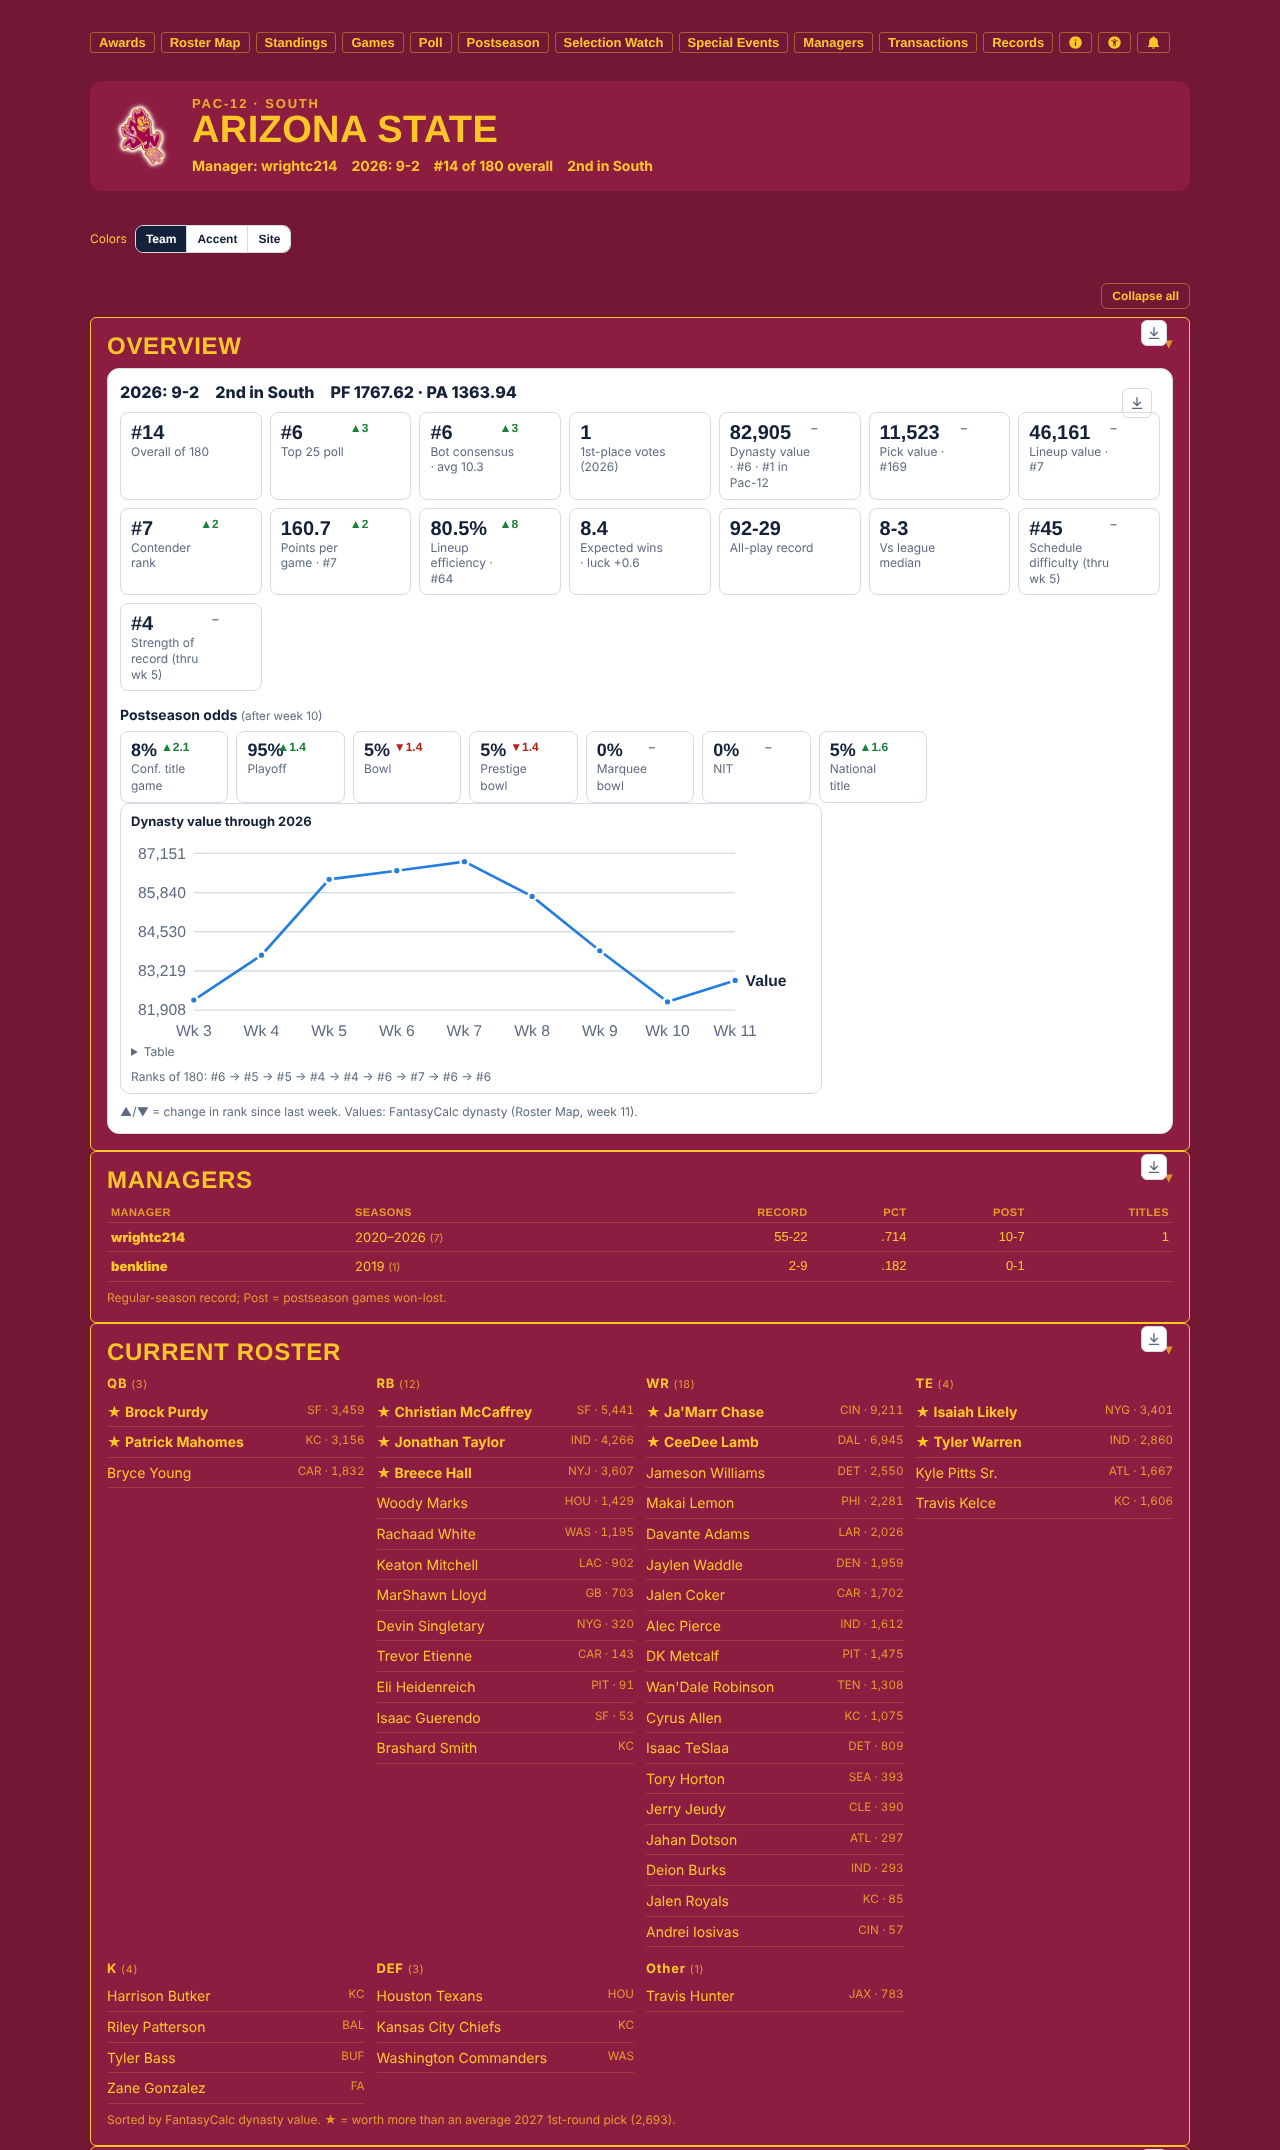 Awards Roster Map Standings Games Poll Postseason Selection Watch Special Events Managers Transactions Records
PAC-12 · SOUTH
ARIZONA STATE
Manager: wrightc214 2026: 9-2 #14 of 180 overall 2nd in South
Colors Team Accent Site
Collapse all
OVERVIEW
2026: 9-2 2nd in South PF 1767.62 · PA 1363.94
#14
Overall of 180
#6 ▲3
Top 25 poll
#6 ▲3
Bot consensus
· avg 10.3
1
1st-place votes
(2026)
82,905 –
Dynasty value
· #6 · #1 in
Pac-12
11,523 –
Pick value ·
#169
46,161 –
Lineup value ·
#7
#7 ▲2
Contender
rank
160.7 ▲2
Points per
game · #7
80.5% ▲8
Lineup
efficiency ·
#64
8.4
Expected wins
· luck +0.6
92-29
All-play record
8-3
Vs league
median
#45 –
Schedule
difficulty (thru
wk 5)
#4 –
Strength of
record (thru
wk 5)
Postseason odds (after week 10)
8% ▲2.1
Conf. title
game
95% ▲1.4
Playoff
5% ▼1.4
Bowl
5% ▼1.4
Prestige
bowl
0% –
Marquee
bowl
0% –
NIT
5% ▲1.6
National
title
Dynasty value through 2026
87,151
85,840
84,530
83,219
81,908
Value
Wk 3 Wk 4 Wk 5 Wk 6 Wk 7 Wk 8 Wk 9 Wk 10 Wk 11
▶ Table
Ranks of 180: #6 → #5 → #5 → #4 → #4 → #6 → #7 → #6 → #6
▲/▼ = change in rank since last week. Values: FantasyCalc dynasty (Roster Map, week 11).
MANAGERS
MANAGER SEASONS RECORD PCT POST TITLES
wrightc214 2020–2026 (7) 55-22 .714 10-7 1
benkline 2019 (1) 2-9 .182 0-1
Regular-season record; Post = postseason games won-lost.
CURRENT ROSTER
QB (3)
★ Brock Purdy SF · 3,459
★ Patrick Mahomes KC · 3,156
Bryce Young CAR · 1,832
RB (12)
★ Christian McCaffrey SF · 5,441
★ Jonathan Taylor IND · 4,266
★ Breece Hall NYJ · 3,607
Woody Marks HOU · 1,429
Rachaad White WAS · 1,195
Keaton Mitchell LAC · 902
MarShawn Lloyd GB · 703
Devin Singletary NYG · 320
Trevor Etienne CAR · 143
Eli Heidenreich PIT · 91
Isaac Guerendo SF · 53
Brashard Smith KC
WR (18)
★ Ja'Marr Chase CIN · 9,211
★ CeeDee Lamb DAL · 6,945
Jameson Williams DET · 2,550
Makai Lemon PHI · 2,281
Davante Adams LAR · 2,026
Jaylen Waddle DEN · 1,959
Jalen Coker CAR · 1,702
Alec Pierce IND · 1,612
DK Metcalf PIT · 1,475
Wan'Dale Robinson TEN · 1,308
Cyrus Allen KC · 1,075
Isaac TeSlaa DET · 809
Tory Horton SEA · 393
Jerry Jeudy CLE · 390
Jahan Dotson ATL · 297
Deion Burks IND · 293
Jalen Royals KC · 85
Andrei Iosivas CIN · 57
TE (4)
★ Isaiah Likely NYG · 3,401
★ Tyler Warren IND · 2,860
Kyle Pitts Sr. ATL · 1,667
Travis Kelce KC · 1,606
K (4)
Harrison Butker KC
Riley Patterson BAL
Tyler Bass BUF
Zane Gonzalez FA
DEF (3)
Houston Texans HOU
Kansas City Chiefs KC
Washington Commanders WAS
Other (1)
Travis Hunter JAX · 783
Sorted by FantasyCalc dynasty value. ★ = worth more than an average 2027 1st-round pick (2,693).